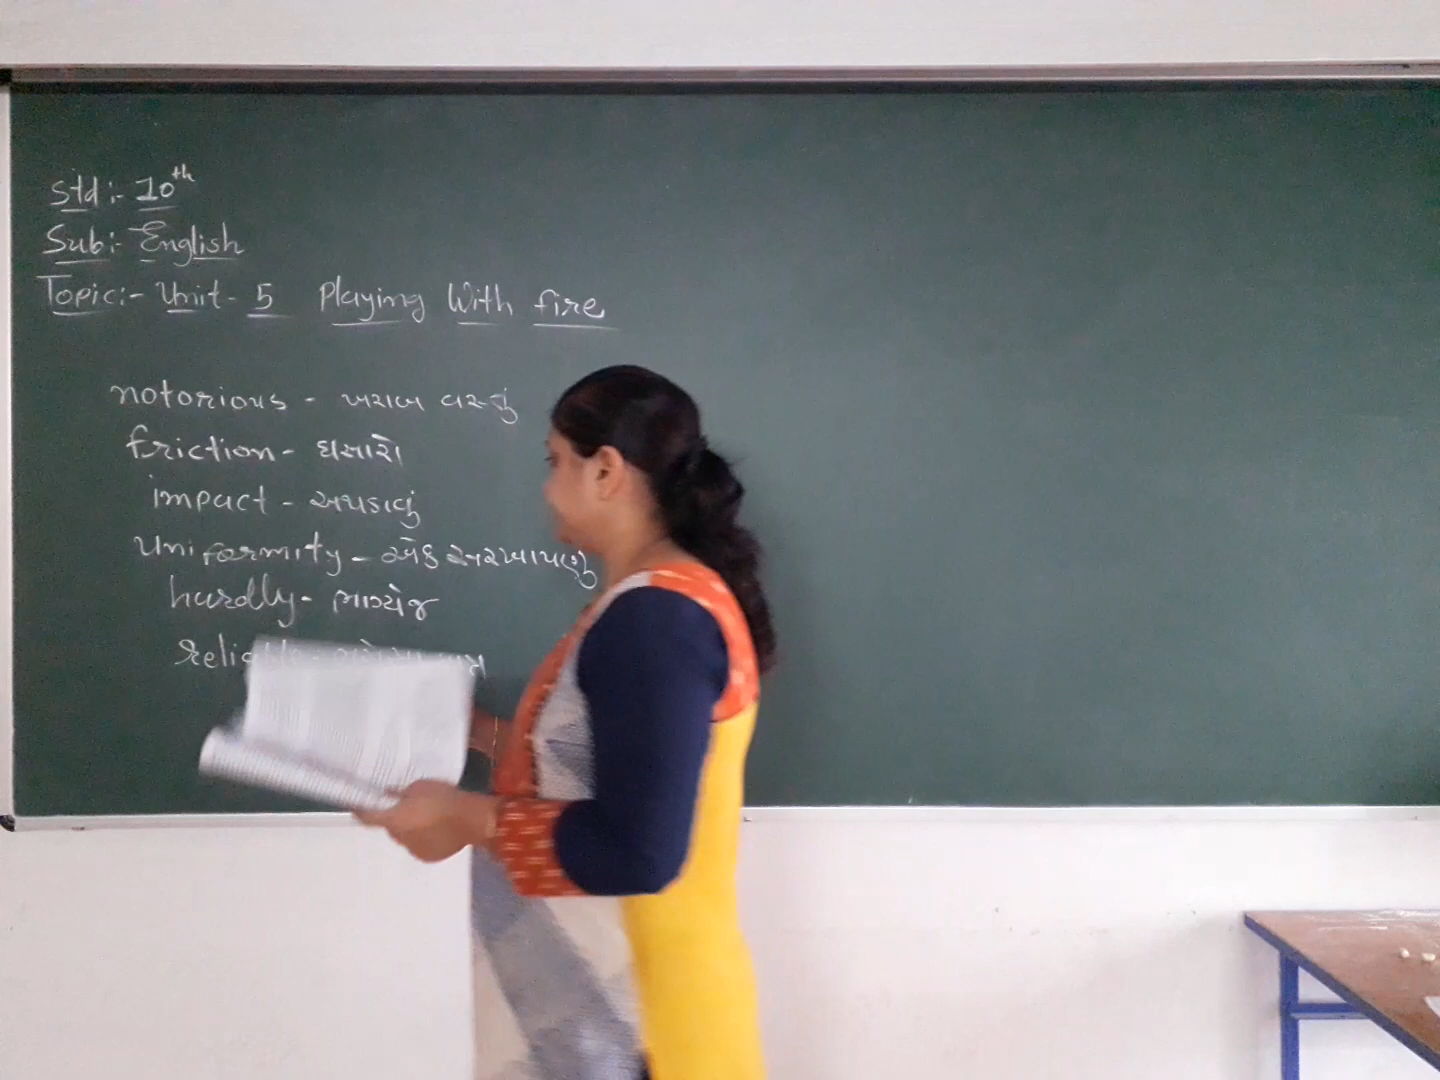 Std:- 10th
Sub:- English
Topic:- Unit- 5 Playing With fire
notorious - ખરાબ વસ્તું
friction - ઘસારો
impact - અથડાવું
Uniformity - એક સરખાપણું
hardly - ભાગ્યેજ